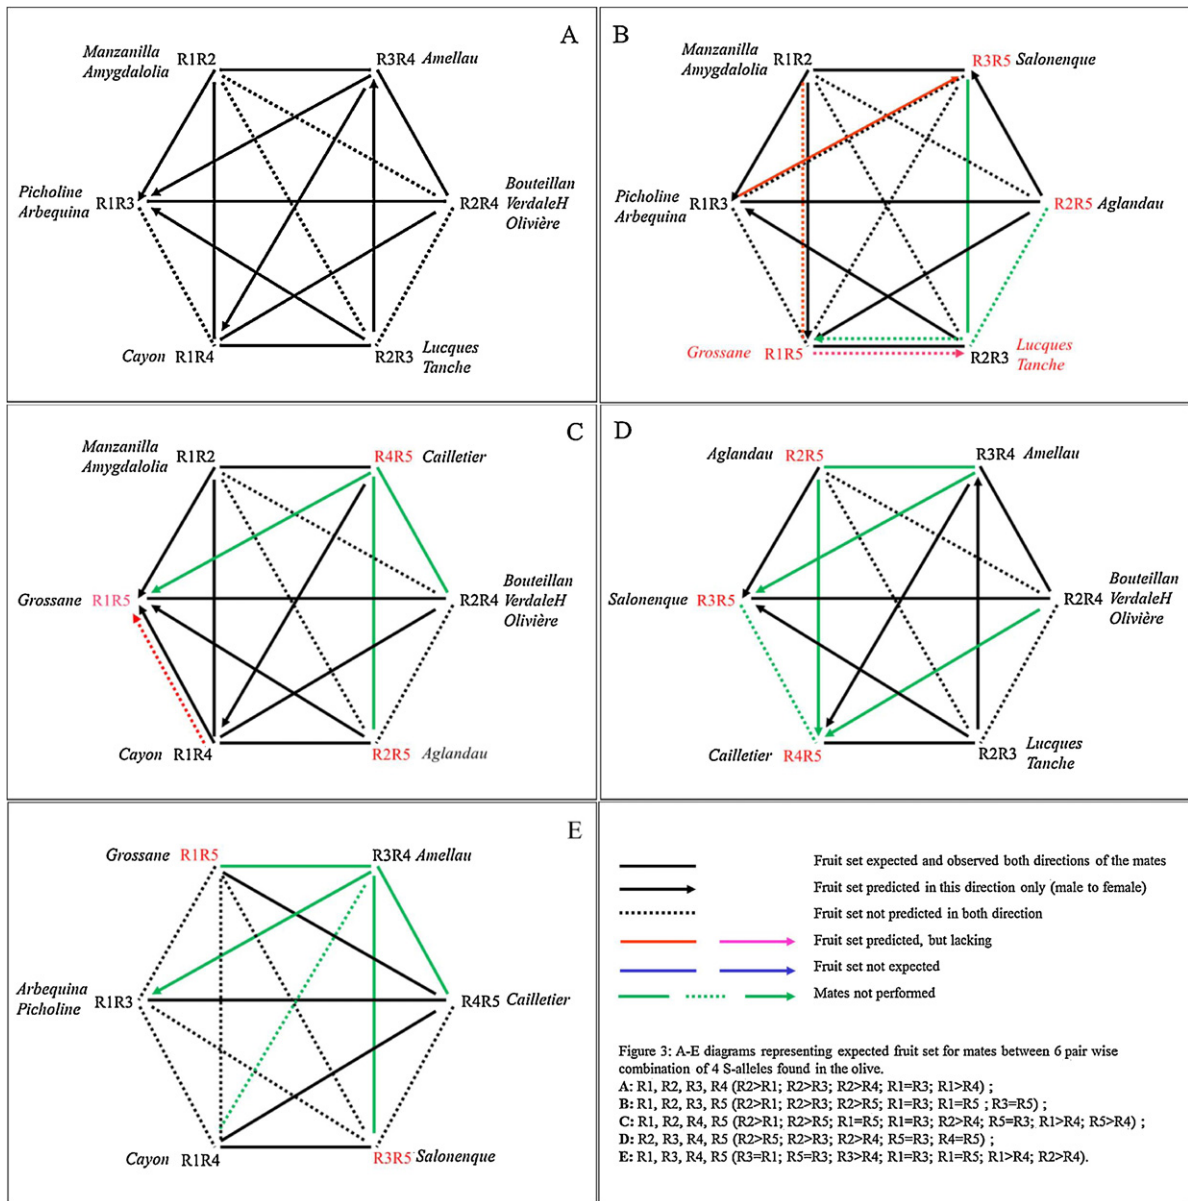 A
Manzanilla
Amygdalolia
R1R2
R3R4 Amellau
Picholine
Arbequina
R1R3
R2R4
Bouteillan
VerdaleH
Olivière
Cayon R1R4
R2R3
Lucques
Tanche
B
Manzanilla
Amygdalolia
R1R2
R3R5 Salonenque
Picholine
Arbequina
R1R3
R2R5 Aglandau
Grossane R1R5
R2R3
Lucques
Tanche
C
Manzanilla
Amygdalolia
R1R2
R4R5 Cailletier
Grossane R1R5
R2R4
Bouteillan
VerdaleH
Olivière
Cayon R1R4
R2R5 Aglandau
D
Aglandau R2R5
R3R4 Amellau
Salonenque R3R5
R2R4
Bouteillan
VerdaleH
Olivière
Cailletier R4R5
R2R3
Lucques
Tanche
E
Grossane R1R5
R3R4 Amellau
Arbequina
Picholine
R1R3
R4R5 Cailletier
Cayon R1R4
R3R5 Salonenque
Fruit set expected and observed both directions of the mates
Fruit set predicted in this direction only (male to female)
Fruit set not predicted in both direction
Fruit set predicted, but lacking
Fruit set not expected
Mates not performed
Figure 3: A-E diagrams representing expected fruit set for mates between 6 pair wise
combination of 4 S-alleles found in the olive.
A: R1, R2, R3, R4 (R2>R1; R2>R3; R2>R4; R1=R3; R1>R4) ;
B: R1, R2, R3, R5 (R2>R1; R2>R3; R2>R5; R1=R3; R1=R5 ; R3=R5) ;
C: R1, R2, R4, R5 (R2>R1; R2>R5; R1=R5; R1=R3; R2>R4; R5=R3; R1>R4; R5>R4) ;
D: R2, R3, R4, R5 (R2>R5; R2>R3; R2>R4; R5=R3; R4=R5) ;
E: R1, R3, R4, R5 (R3=R1; R5=R3; R3>R4; R1=R3; R1=R5; R1>R4; R2>R4).